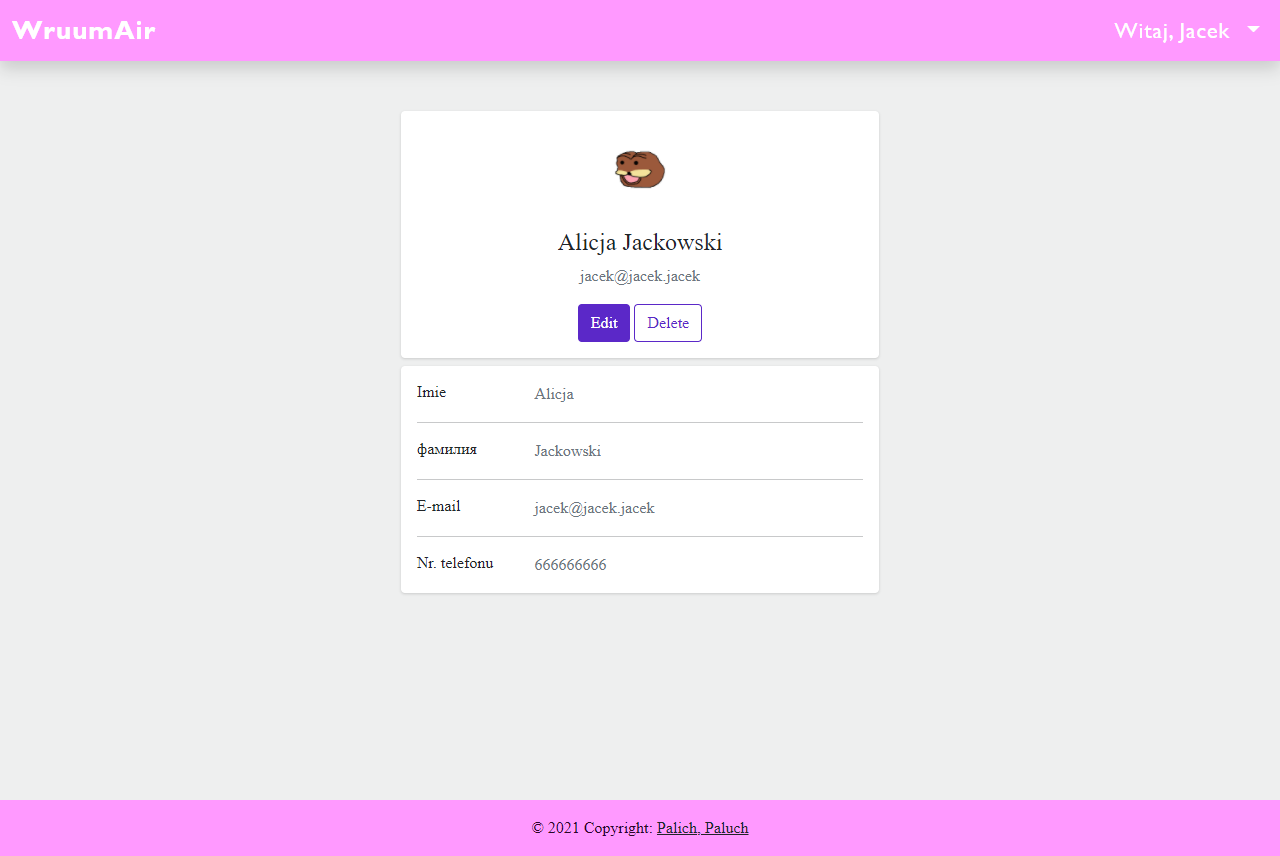 WruumAir
Witaj, Jacek
Alicja Jackowski
jacek@jacek.jacek
Edit Delete
Imie Alicja
фамилия Jackowski
E-mail jacek@jacek.jacek
Nr. telefonu 666666666
© 2021 Copyright: Palich, Paluch